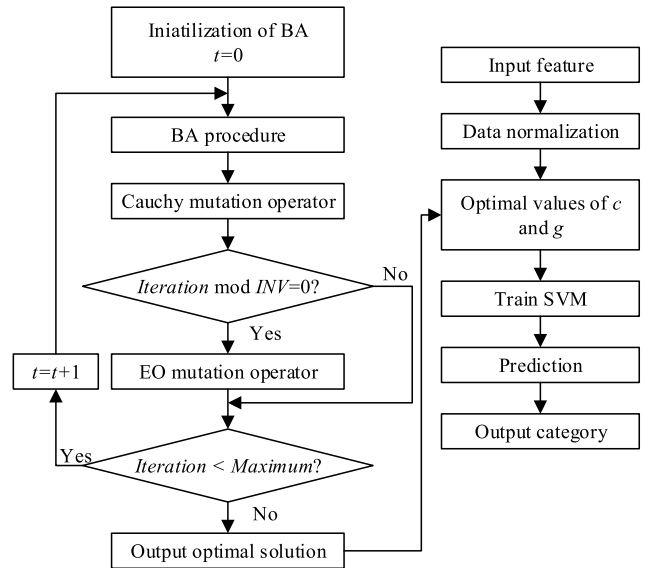 Iniatilization of BA
t=0
BA procedure
Cauchy mutation operator
Iteration mod INV=0?
No
Yes
EO mutation operator
t=t+1
Iteration < Maximum?
Yes
No
Output optimal solution
Input feature
Data normalization
Optimal values of c
and g
Train SVM
Prediction
Output category